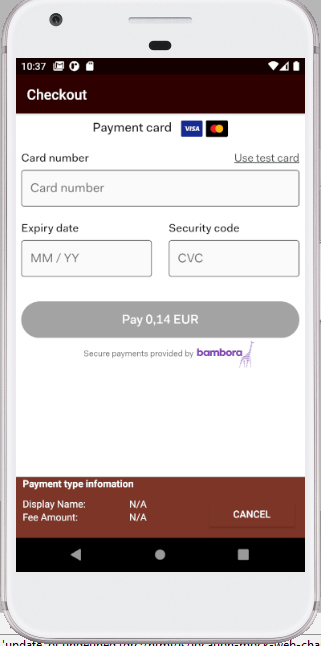 10:37
Checkout
Payment card VISA
Card number Use test card
Card number
Expiry date Security code
MM / YY CVC
Pay 0,14 EUR
Secure payments provided by bambora
Payment type infomation
Display Name: N/A
Fee Amount: N/A
CANCEL